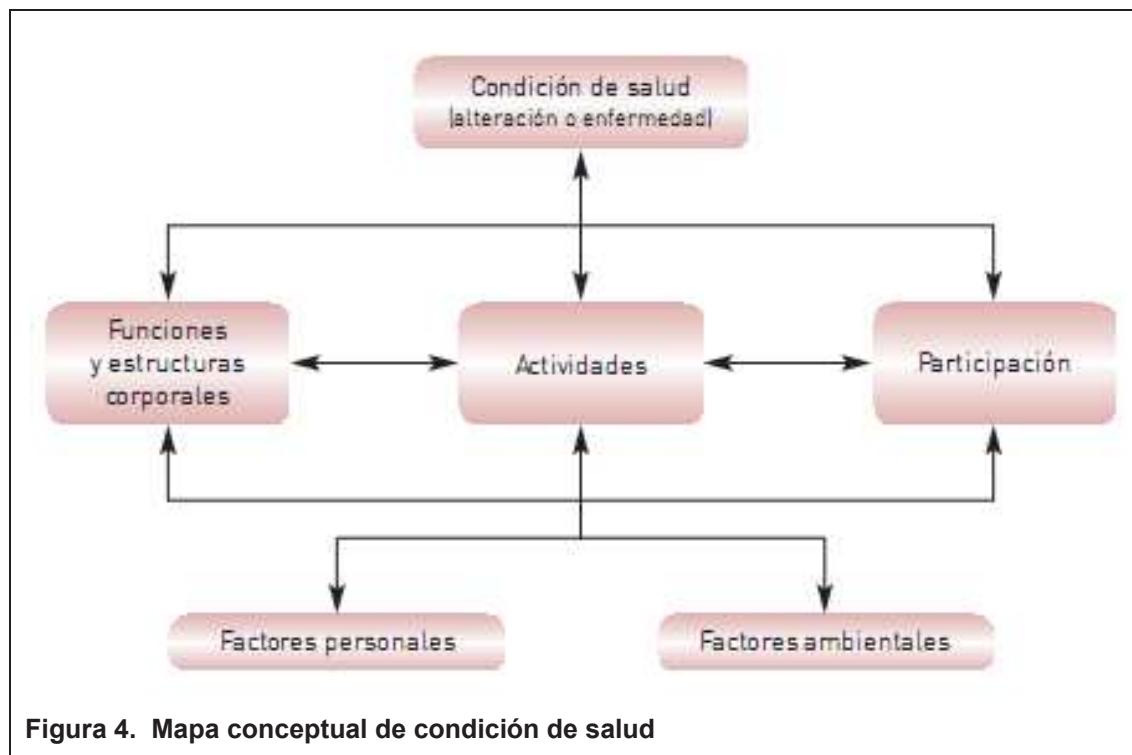 Condición de salud
(alteración o enfermedad)
Funciones
y estructuras
corporales
Actividades
Participación
Factores personales
Factores ambientales
Figura 4. Mapa conceptual de condición de salud